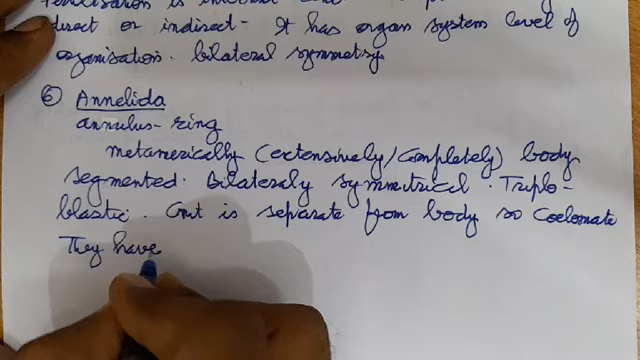 Fertilisation is internal
direct or indirect- It has organ system level of
organisation. bilateral symmetry
⑥ Annelida
annulus- ring
metamerically (extensively/completely) body
segmented. Bilateraly symmetrical. Triplo-
blastic. Gut is separate from body so Coelomate
They have